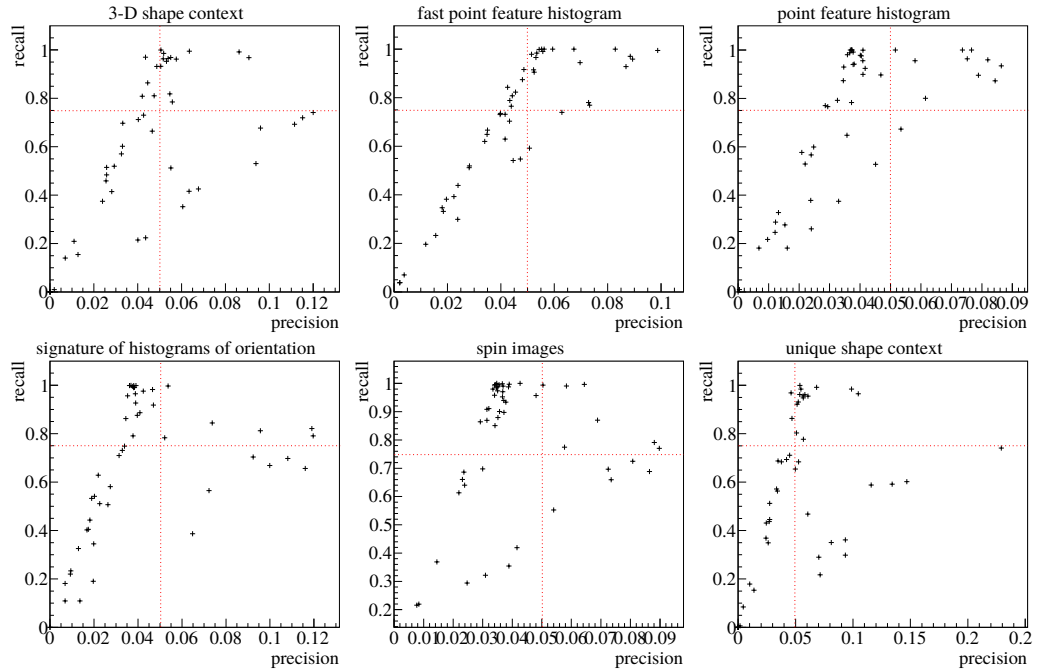 3-D shape context
recall
1
0.8
0.6
0.4
0.2
0
0 0.02 0.04 0.06 0.08 0.10 0.12
precision
fast point feature histogram
recall
1
0.8
0.6
0.4
0.2
0
0 0.02 0.04 0.06 0.08 0.1
precision
point feature histogram
recall
1
0.8
0.6
0.4
0.2
0
0 0.01 0.02 0.03 0.04 0.05 0.06 0.07 0.08 0.09
precision
signature of histograms of orientation
recall
1
0.8
0.6
0.4
0.2
0
0 0.02 0.04 0.06 0.08 0.10 0.12
precision
spin images
recall
1
0.9
0.8
0.7
0.6
0.5
0.4
0.3
0.2
0 0.01 0.02 0.03 0.04 0.05 0.06 0.07 0.08 0.09
precision
unique shape context
recall
1
0.8
0.6
0.4
0.2
0
0 0.05 0.1 0.2 0.2
precision